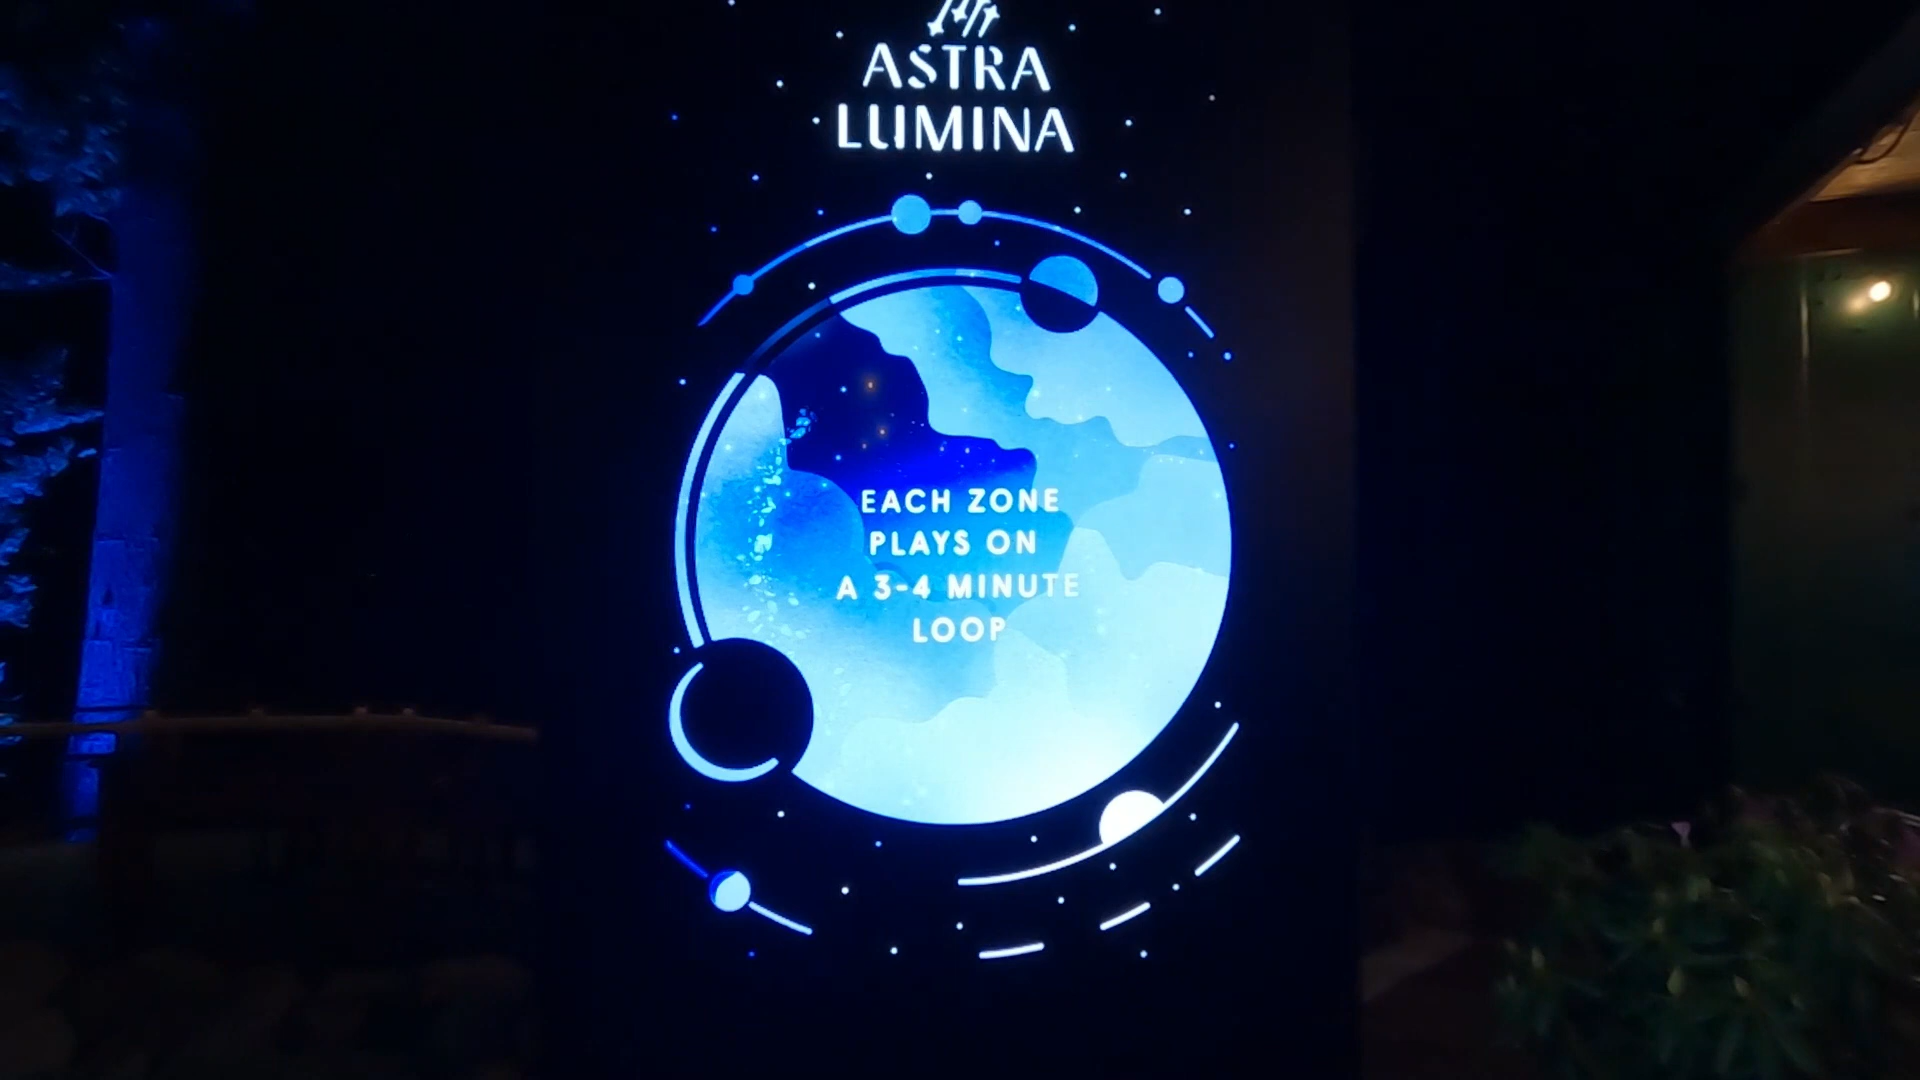 ASTRA
LUMINA
EACH ZONE
PLAYS ON
A 3-4 MINUTE
LOOP